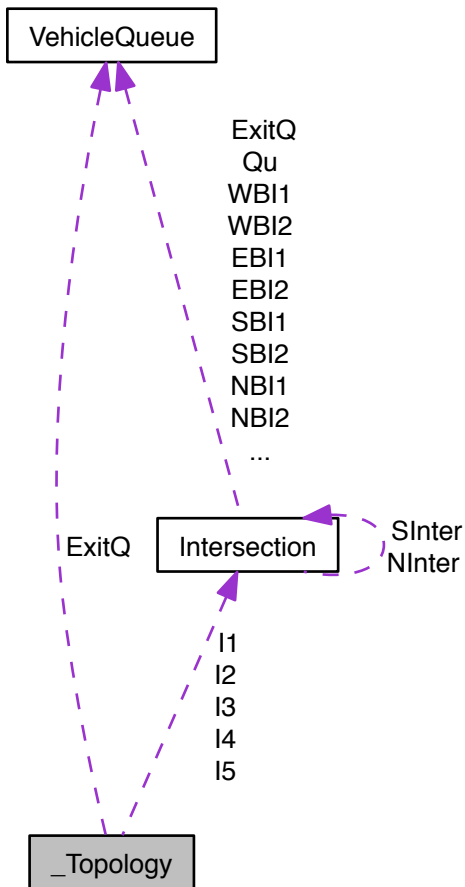 VehicleQueue
ExitQ
Qu
WBI1
WBI2
EBI1
EBI2
SBI1
SBI2
NBI1
NBI2
...
Intersection
SInter
NInter
ExitQ
I1
I2
I3
I4
I5
_Topology